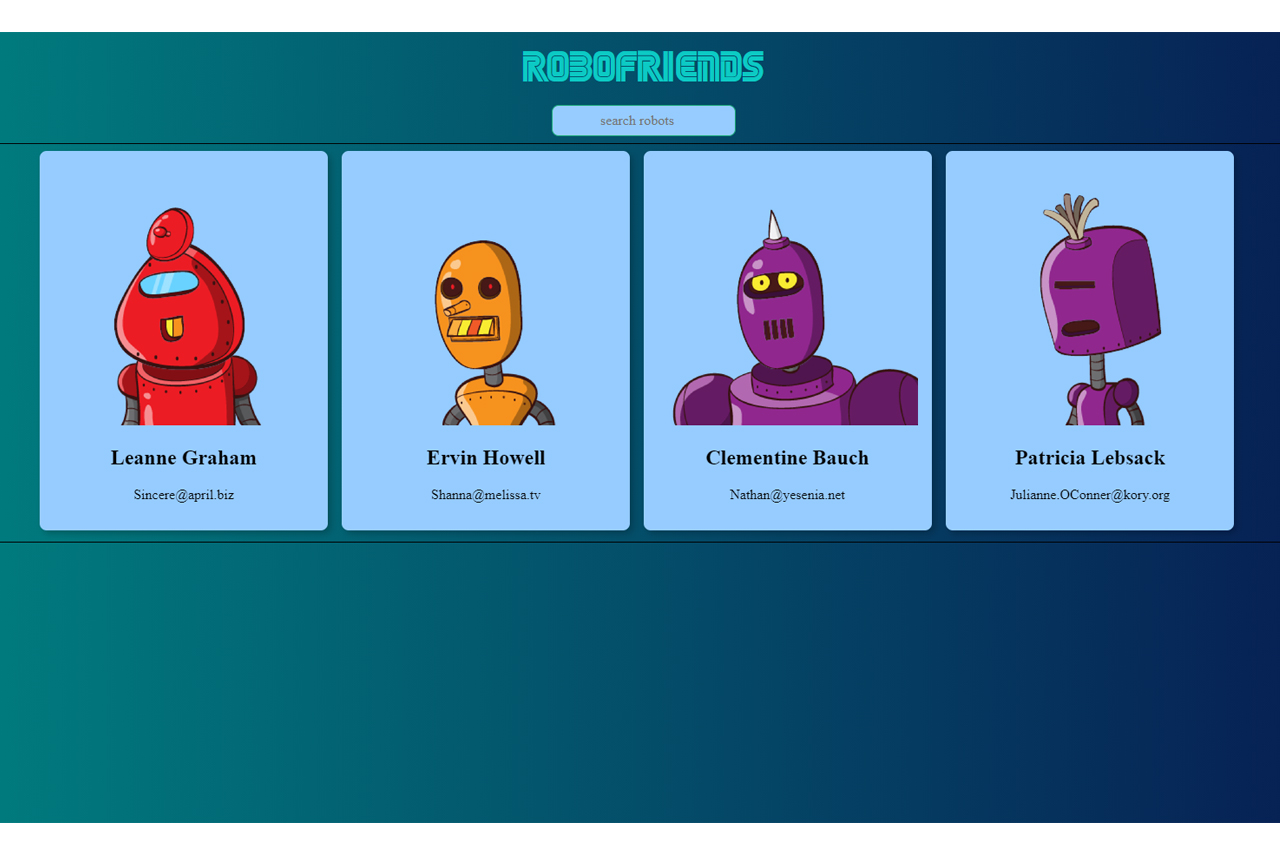 ROBOFRIENDS
search robots
Leanne Graham
Sincere@april.biz
Ervin Howell
Shanna@melissa.tv
Clementine Bauch
Nathan@yesenia.net
Patricia Lebsack
Julianne.OConner@kory.org